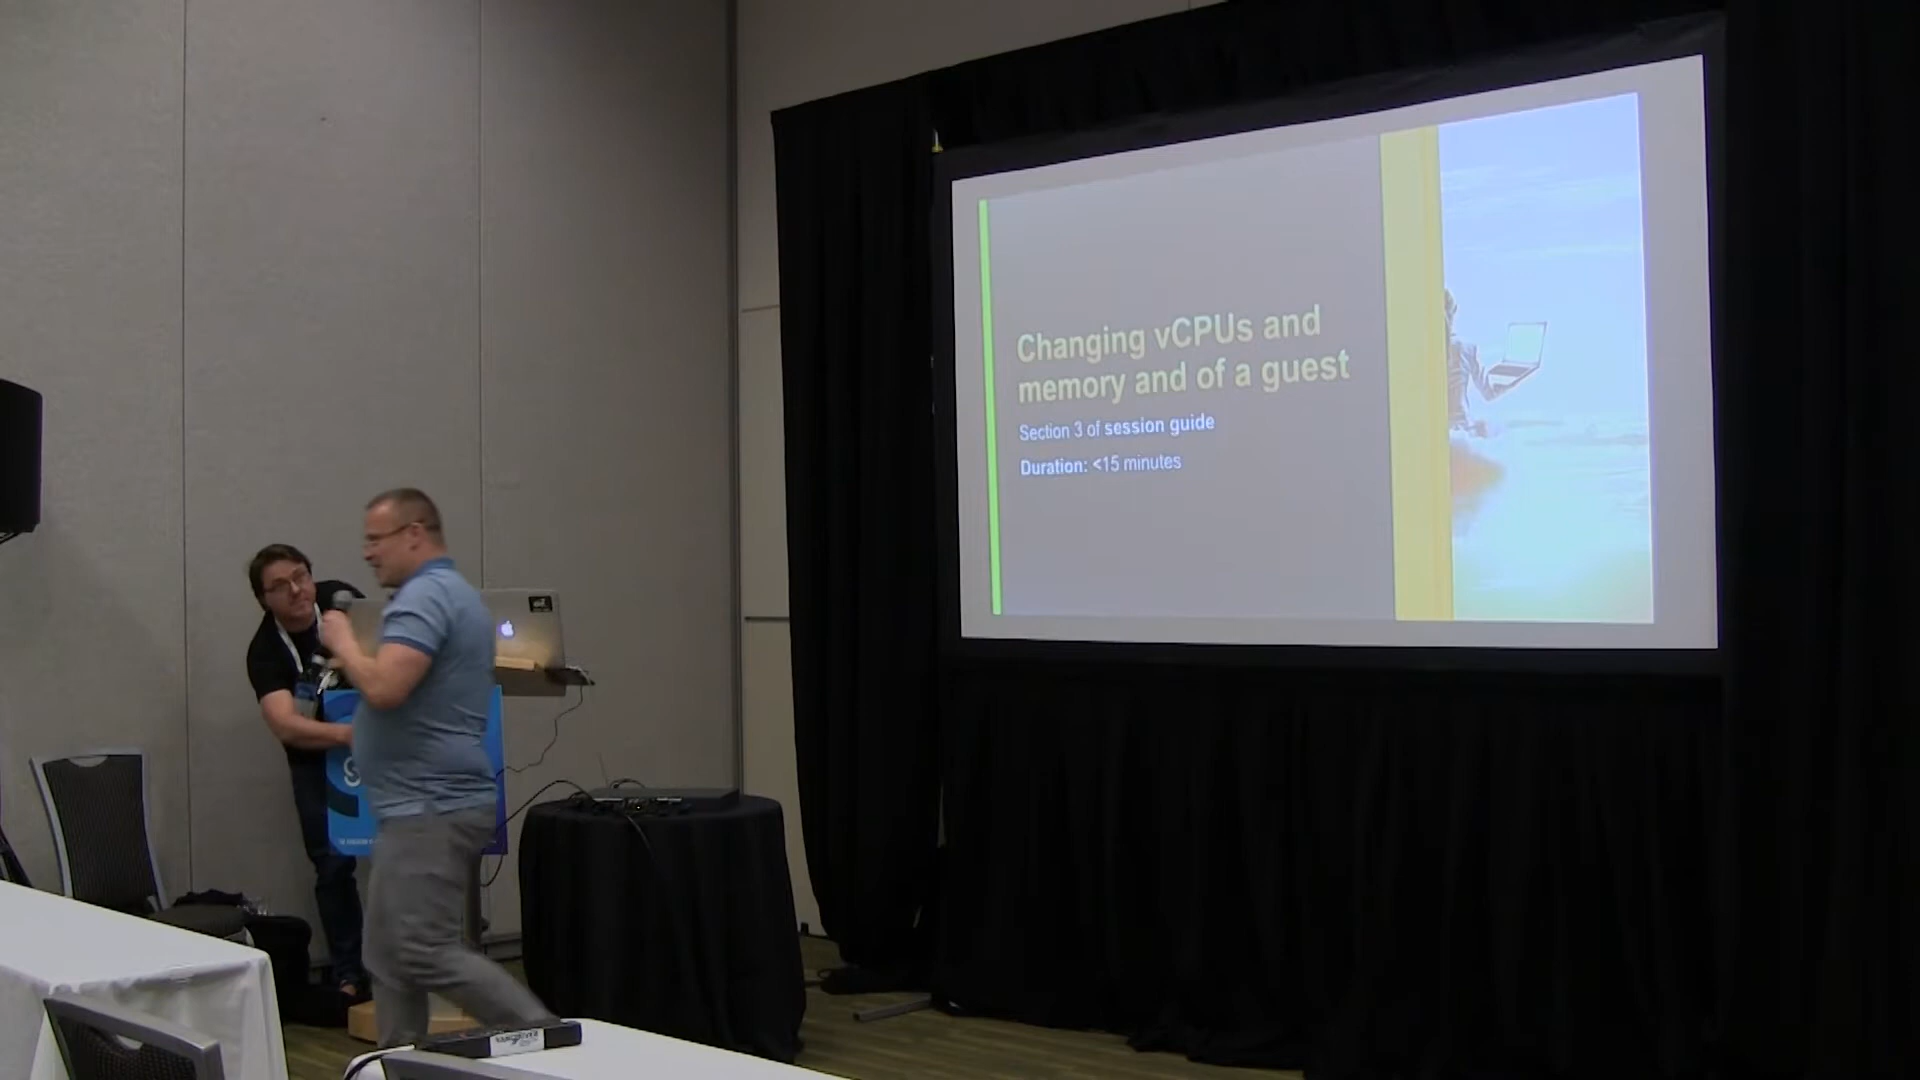 Changing vCPUs and
memory and of a guest
Section 3 of session guide
Duration: <15 minutes